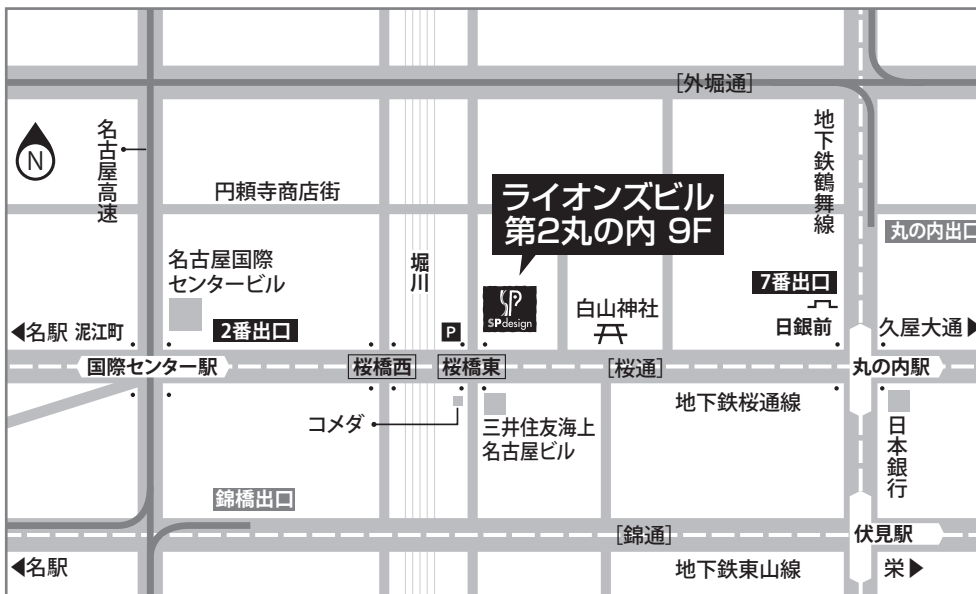 [外堀通]
名古屋高速
N
地下鉄鶴舞線
円頓寺商店街
ライオンズビル
第2丸の内 9F
丸の内出口
名古屋国際
センタービル
堀川
SP
SPdesign
白山神社
7番出口
◀名駅 泥江町
2番出口
P
日銀前
久屋大通▶
国際センター駅
桜橋西
桜橋東
[桜通]
丸の内駅
コメダ
三井住友海上
名古屋ビル
地下鉄桜通線
日本銀行
錦橋出口
[錦通]
伏見駅
◀名駅
地下鉄東山線
栄▶